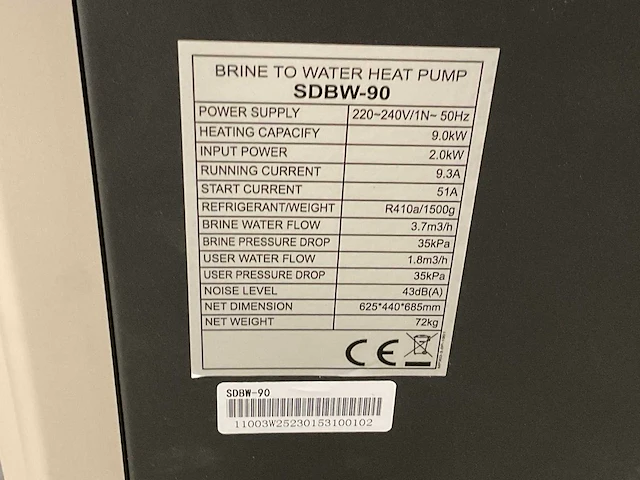 BRINE TO WATER HEAT PUMP
SDBW-90
POWER SUPPLY 220~240V/1N~ 50Hz
HEATING CAPACIFY 9.0kW
INPUT POWER 2.0kW
RUNNING CURRENT 9.3A
START CURRENT 51A
REFRIGERANT/WEIGHT R410a/1500g
BRINE WATER FLOW 3.7m3/h
BRINE PRESSURE DROP 35kPa
USER WATER FLOW 1.8m3/h
USER PRESSURE DROP 35kPa
NOISE LEVEL 43dB(A)
NET DIMENSION 625*440*685mm
NET WEIGHT 72kg
CE
SDBW-90
11003W25230153100102